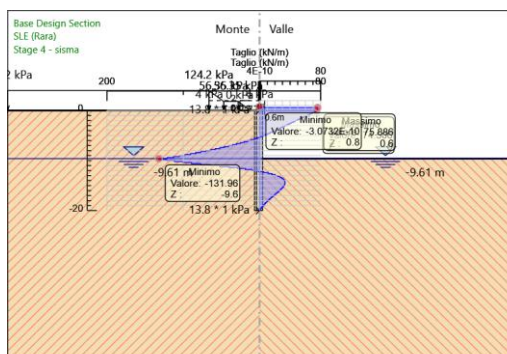 Base Design Section
SLE (Rara)
Stage 4 - sisma
Monte Valle
Taglio [kN/m]
Taglio [kN/m]
4E-10 80
2 kPa 200 124.2 kPa
0
0.6m
Minimo
Valore: -3.0732E-10
Z : 0.8
Massimo
75.886
0.6
-9.61 m
-9.61 m
Minimo
Valore: -131.96
Z : -9.6
-20
13.8 * 1 kPa